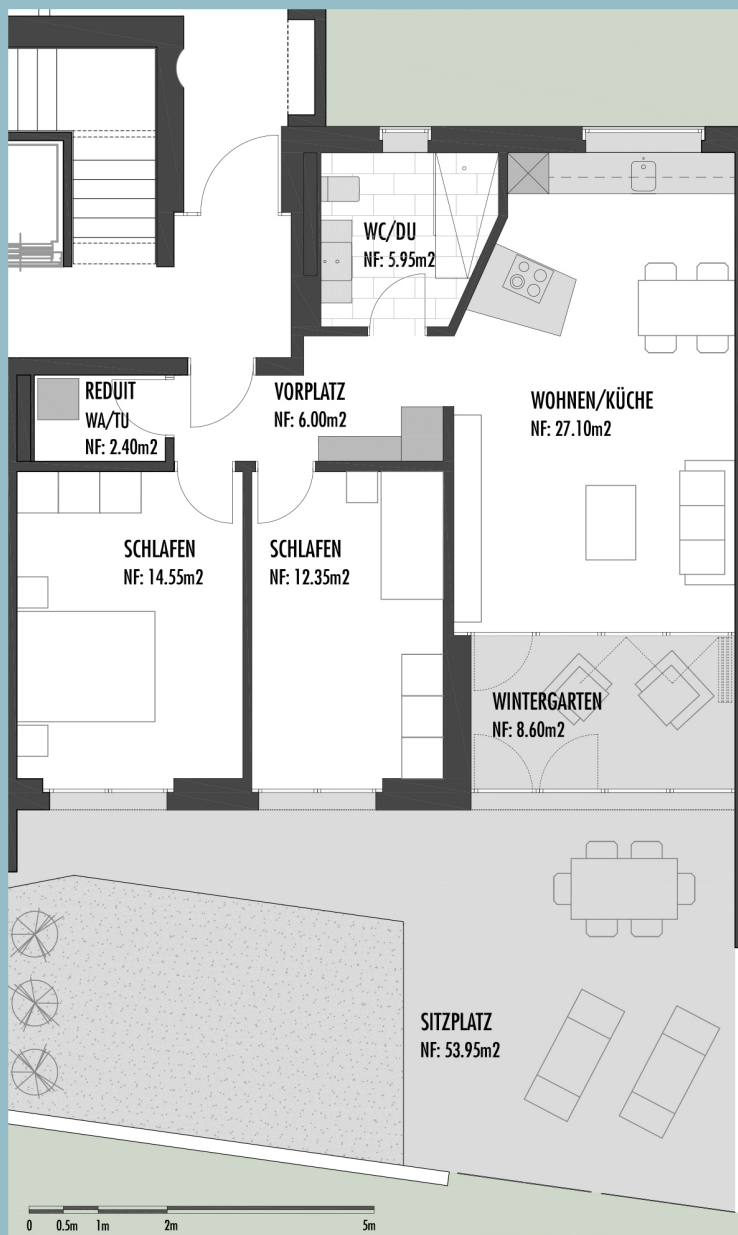 WC/DU
NF: 5.95m2
REDUIT
WA/TU
NF: 2.40m2
VORPLATZ
NF: 6.00m2
WOHNEN/KÜCHE
NF: 27.10m2
SCHLAFEN
NF: 14.55m2
SCHLAFEN
NF: 12.35m2
WINTERGARTEN
NF: 8.60m2
SITZPLATZ
NF: 53.95m2
0 0.5m 1m 2m 5m